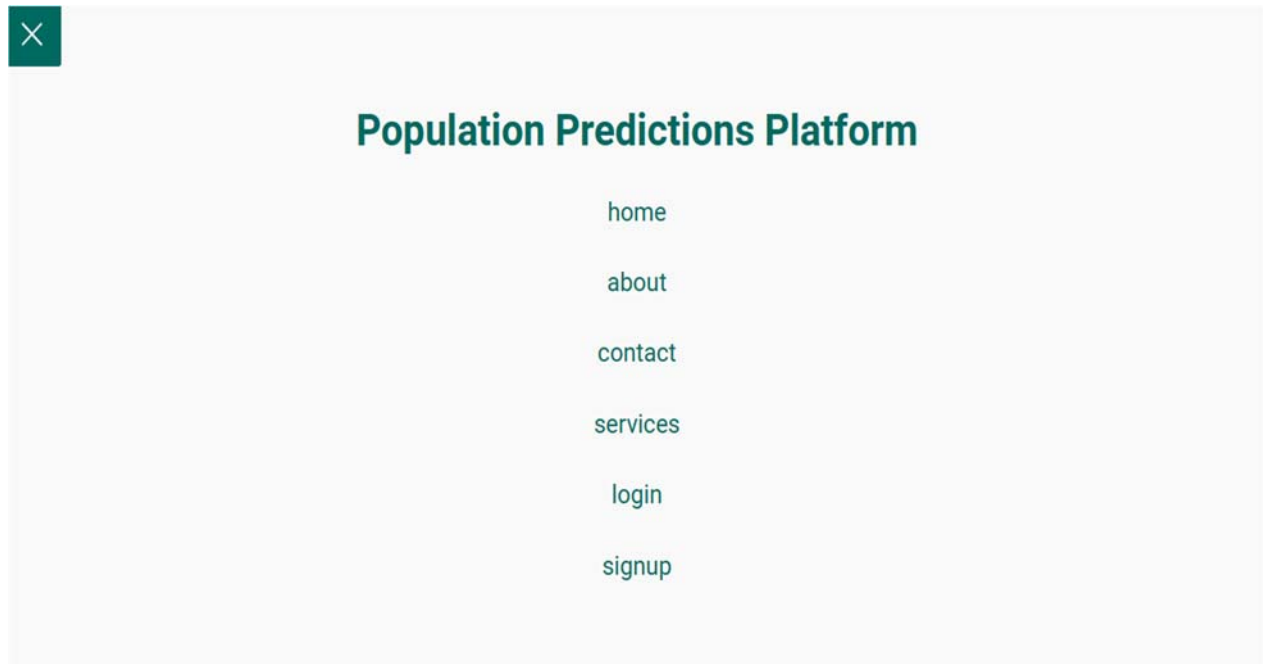 Population Predictions Platform
home
about
contact
services
login
signup